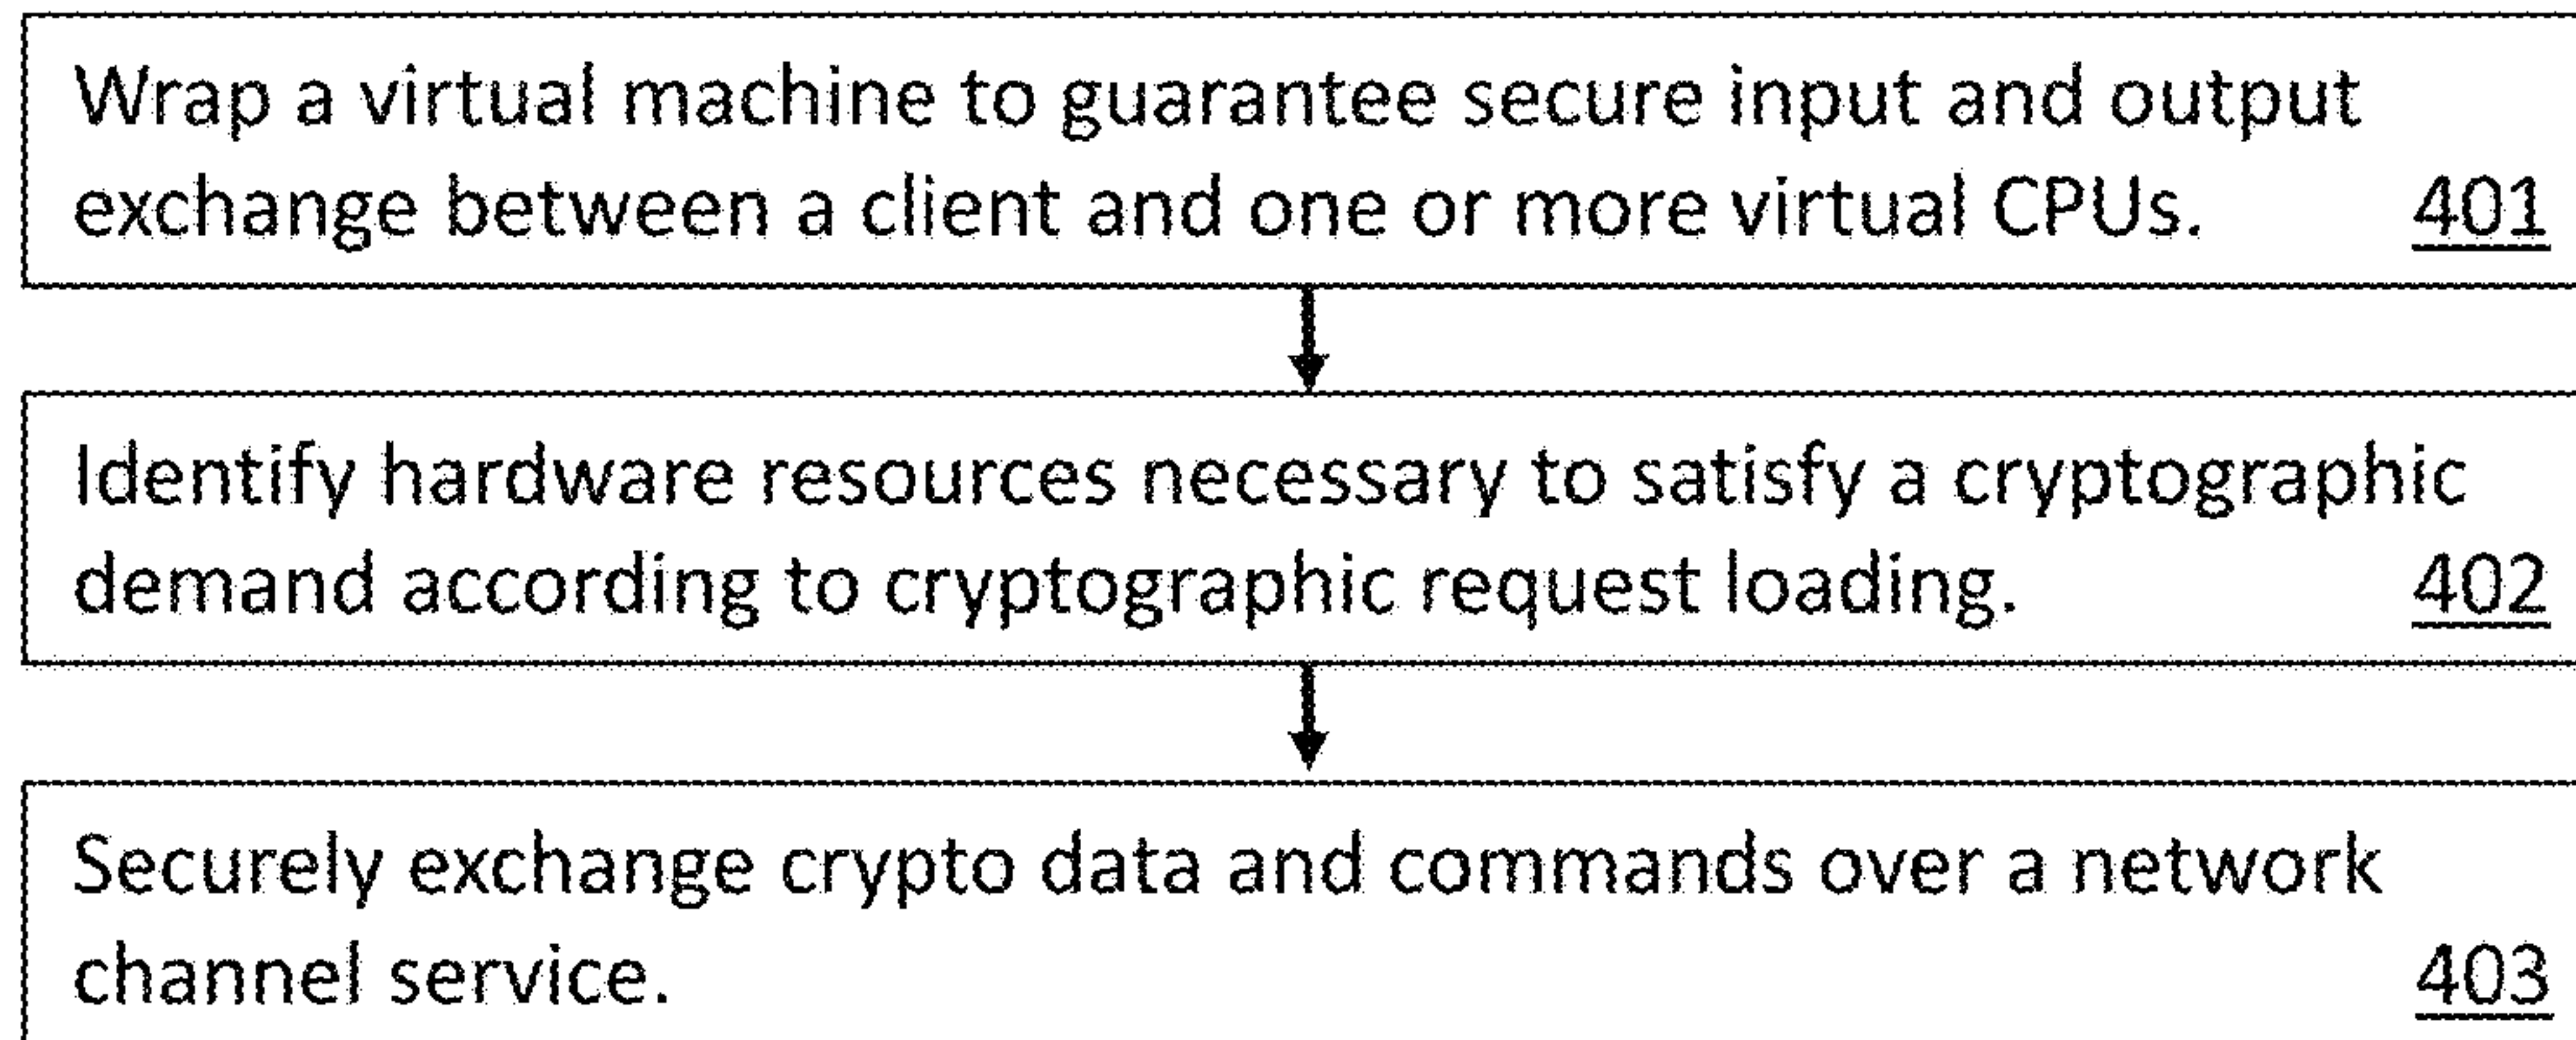 Wrap a virtual machine to guarantee secure input and output
exchange between a client and one or more virtual CPUs. 401
Identify hardware resources necessary to satisfy a cryptographic
demand according to cryptographic request loading. 402
Securely exchange crypto data and commands over a network
channel service. 403